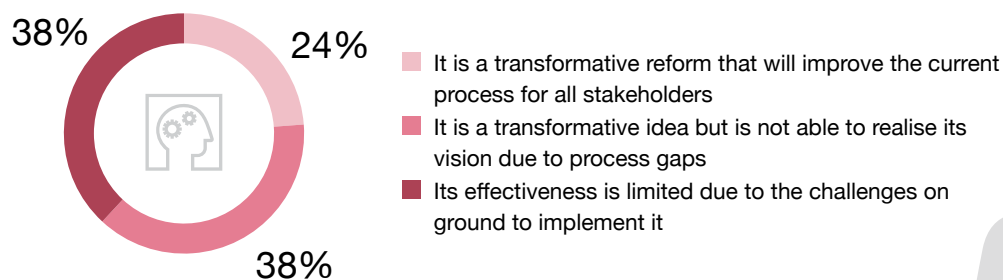 38%
24%
38%
It is a transformative reform that will improve the current
process for all stakeholders
It is a transformative idea but is not able to realise its
vision due to process gaps
Its effectiveness is limited due to the challenges on
ground to implement it